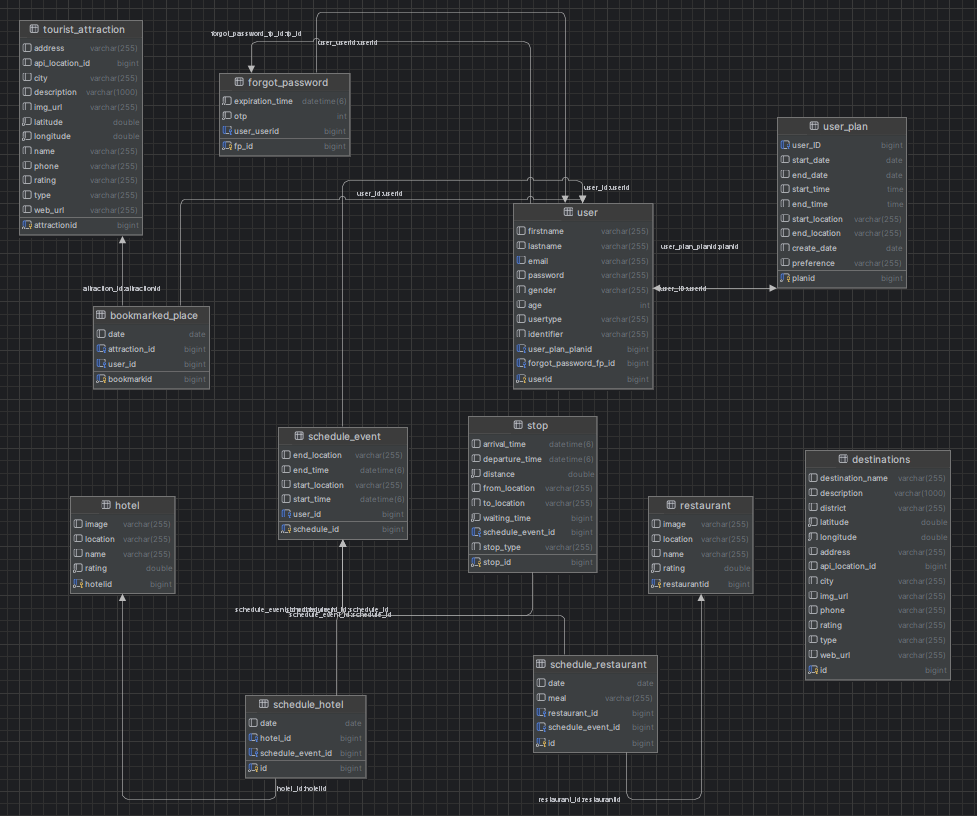 tourist_attraction
address varchar(255)
api_location_id bigint
city varchar(255)
description varchar(1000)
img_url varchar(255)
latitude double
longitude double
name varchar(255)
phone varchar(255)
rating varchar(255)
type varchar(255)
web_url varchar(255)
attractionid bigint
forgot_password_fp_id:fp_id
user_userid:userid
forgot_password
expiration_time datetime(6)
otp int
user_userid bigint
fp_id bigint
user_plan
user_ID bigint
start_date date
end_date date
start_time time
end_time time
start_location varchar(255)
end_location varchar(255)
create_date date
preference varchar(255)
planid bigint
user_id:userid
user_id:userid
user
firstname varchar(255)
lastname varchar(255)
email varchar(255)
password varchar(255)
gender varchar(255)
age int
usertype varchar(255)
identifier varchar(255)
user_plan_planid bigint
forgot_password_fp_id bigint
userid bigint
user_plan_planid:planid
user_ID:userid
attraction_id:attractionid
bookmarked_place
date date
attraction_id bigint
user_id bigint
bookmarkid bigint
schedule_event
end_location varchar(255)
end_time datetime(6)
start_location varchar(255)
start_time datetime(6)
user_id bigint
schedule_id bigint
stop
arrival_time datetime(6)
departure_time datetime(6)
distance double
from_location varchar(255)
to_location varchar(255)
waiting_time bigint
schedule_event_id bigint
stop_type varchar(255)
stop_id bigint
destinations
destination_name varchar(255)
description varchar(1000)
district varchar(255)
latitude double
longitude double
address varchar(255)
api_location_id bigint
city varchar(255)
img_url varchar(255)
phone varchar(255)
rating varchar(255)
type varchar(255)
web_url varchar(255)
id bigint
hotel
image varchar(255)
location varchar(255)
name varchar(255)
rating double
hotelid bigint
restaurant
image varchar(255)
location varchar(255)
name varchar(255)
rating double
restaurantid bigint
schedule_event_id:schedule_id
schedule_restaurant
date date
meal varchar(255)
restaurant_id bigint
schedule_event_id bigint
id bigint
schedule_hotel
date date
hotel_id bigint
schedule_event_id bigint
id bigint
hotel_id:hotelid
restaurant_id:restaurantid